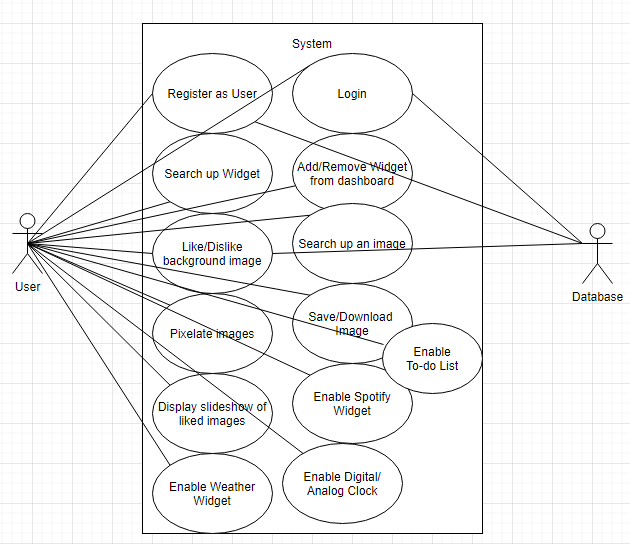 System
Register as User
Login
Search up Widget
Add/Remove Widget
from dashboard
Like/Dislike
background image
Search up an image
User
Database
Pixelate images
Save/Download
Image
Enable
To-do List
Display slideshow of
liked images
Enable Spotify
Widget
Enable Weather
Widget
Enable Digital/
Analog Clock